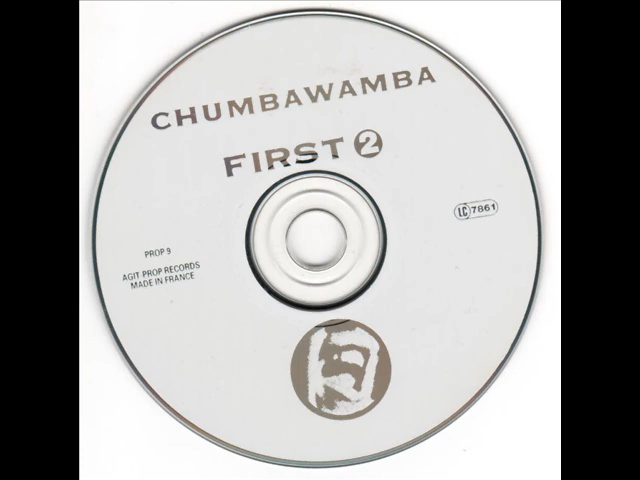 CHUMBAWAMBA
FIRST 2
LC 7861
PROP 9
AGIT PROP RECORDS
MADE IN FRANCE